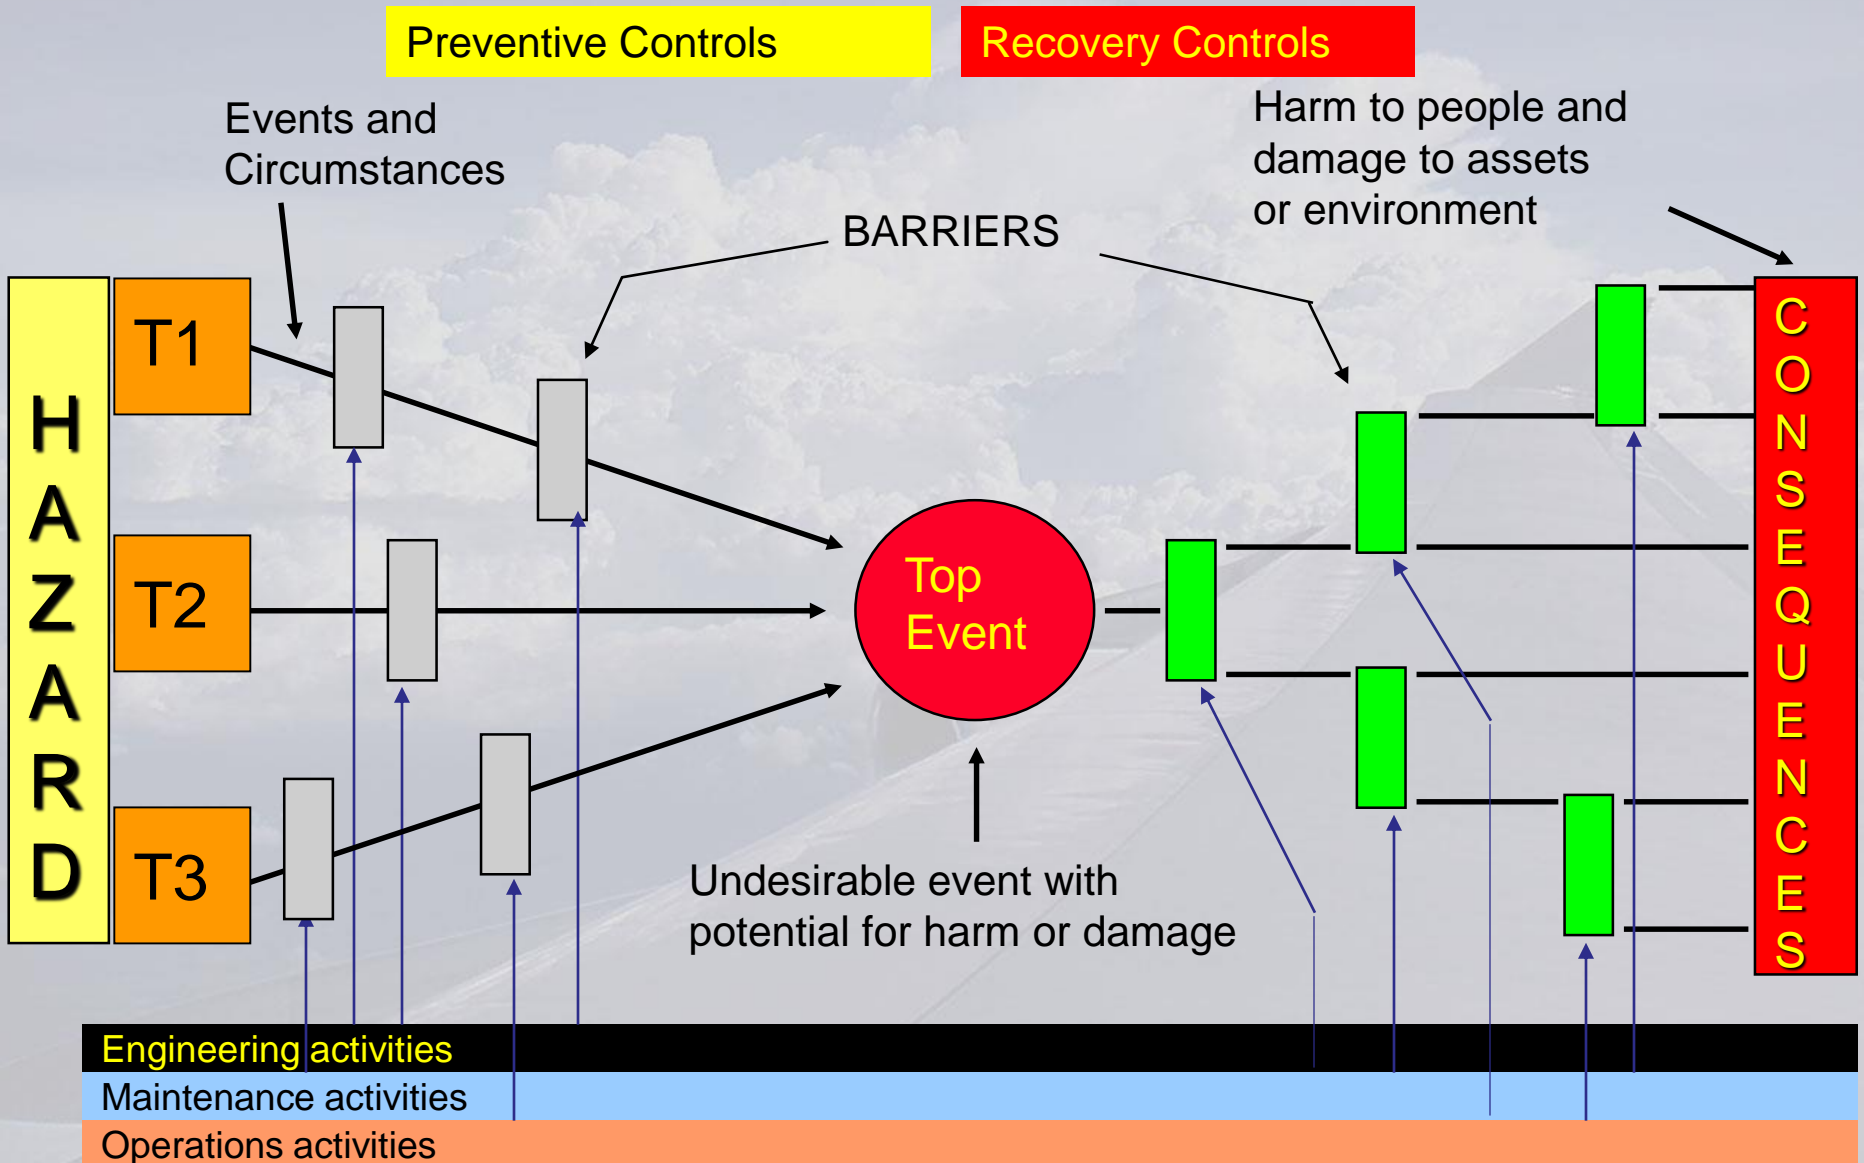 Preventive Controls
Recovery Controls
Events and
Circumstances
Harm to people and
damage to assets
or environment
BARRIERS
HAZARD
T1
T2
T3
Top
Event
CONSEQUENCES
Undesirable event with
potential for harm or damage
Engineering activities
Maintenance activities
Operations activities